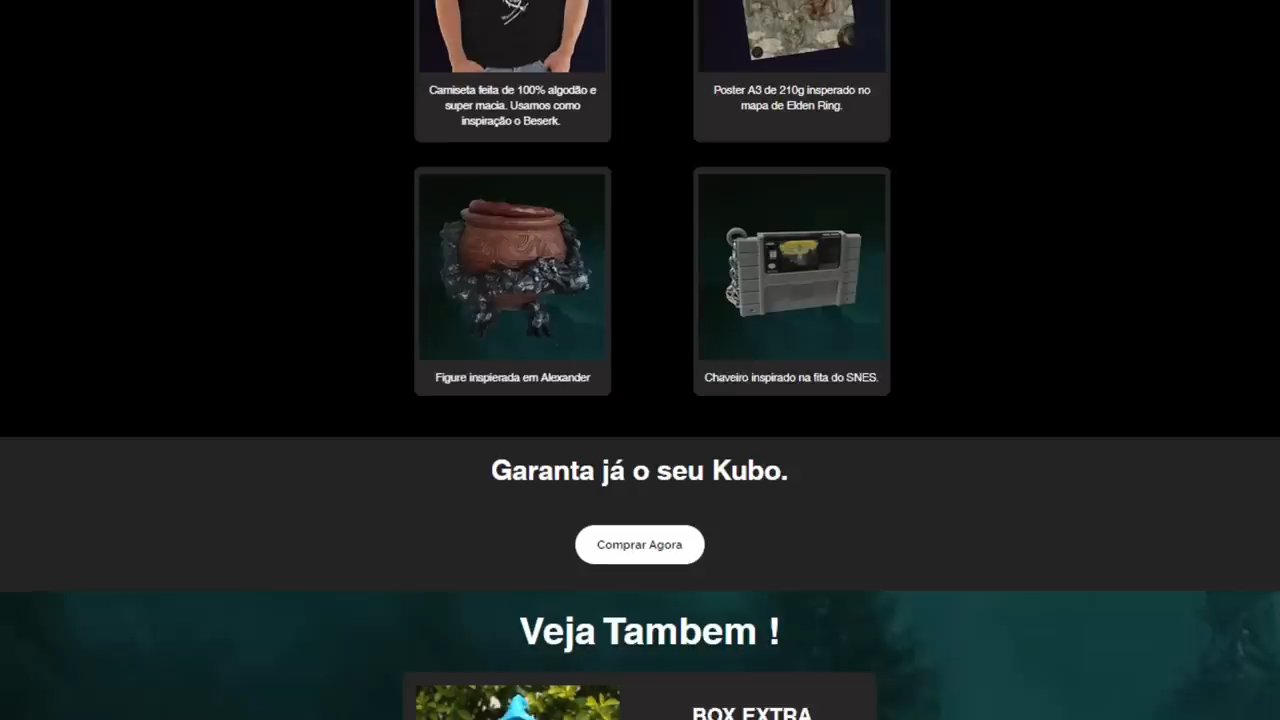 Camiseta feita de 100% algodão e
super macia. Usamos como
inspiração o Beserk.
Poster A3 de 210g insperado no
mapa de Elden Ring.
Figure inspierada em Alexander
Chaveiro inspirado na fita do SNES.
Garanta já o seu Kubo.
Comprar Agora
Veja Tambem !
BOX EXTRA